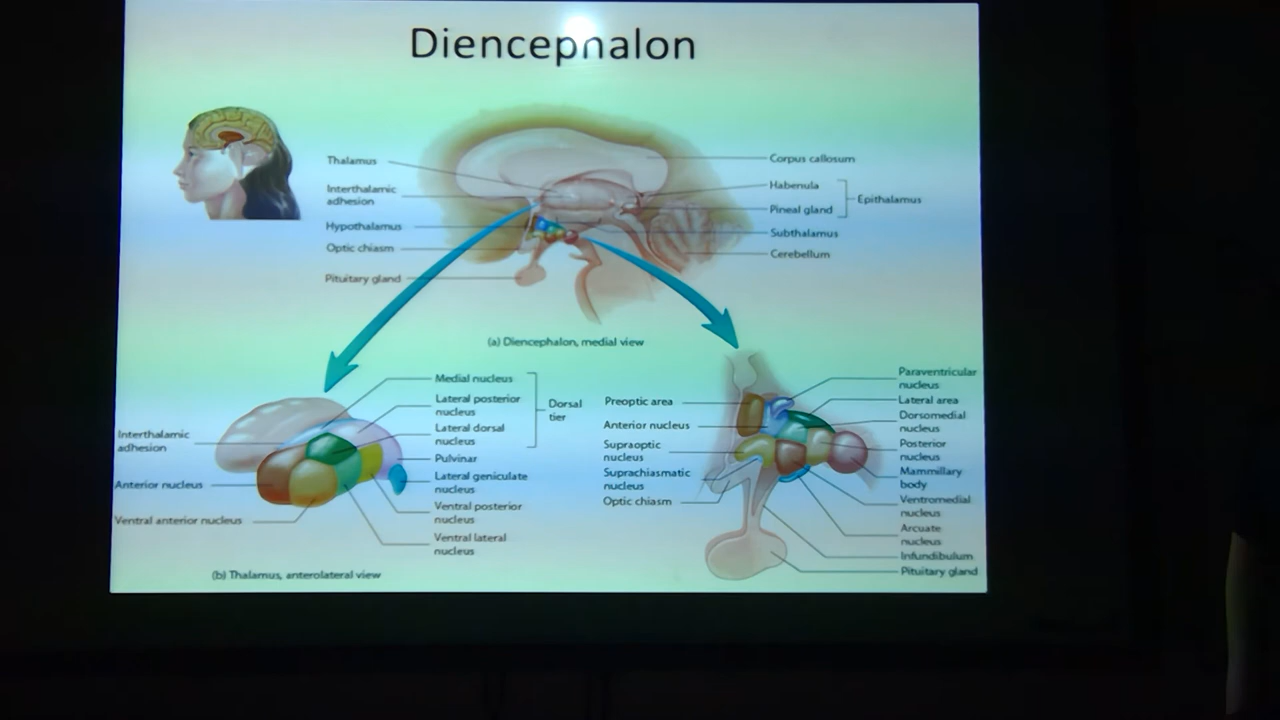 Diencephalon
Thalamus
Interthalamic
adhesion
Hypothalamus
Optic chiasm
Pituitary gland
Corpus callosum
Habenula
Pineal gland
Epithalamus
Subthalamus
Cerebellum
(a) Diencephalon, medial view
Medial nucleus
Lateral posterior
nucleus
Lateral dorsal
nucleus
Dorsal
tier
Pulvinar
Lateral geniculate
nucleus
Ventral posterior
nucleus
Ventral lateral
nucleus
Interthalamic
adhesion
Anterior nucleus
Ventral anterior nucleus
(b) Thalamus, anterolateral view
Preoptic area
Anterior nucleus
Supraoptic
nucleus
Suprachiasmatic
nucleus
Optic chiasm
Paraventricular
nucleus
Lateral area
Dorsomedial
nucleus
Posterior
nucleus
Mammillary
body
Ventromedial
nucleus
Arcuate
nucleus
Infundibulum
Pituitary gland